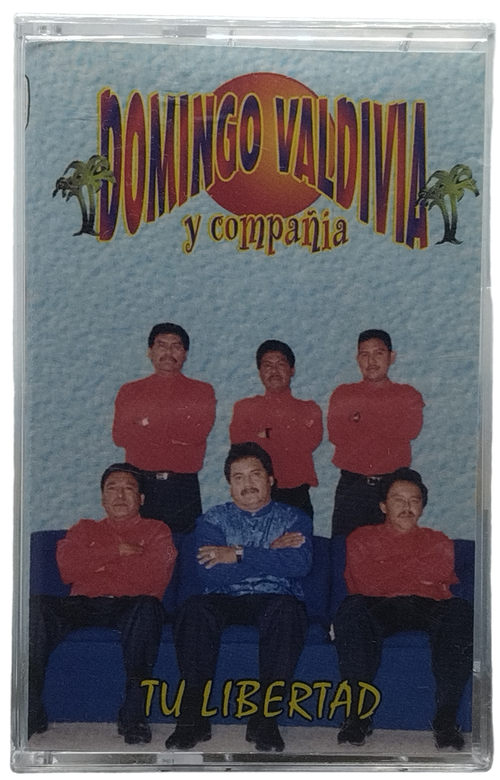 DOMINGO VALDIVIA
y compañia
TU LIBERTAD